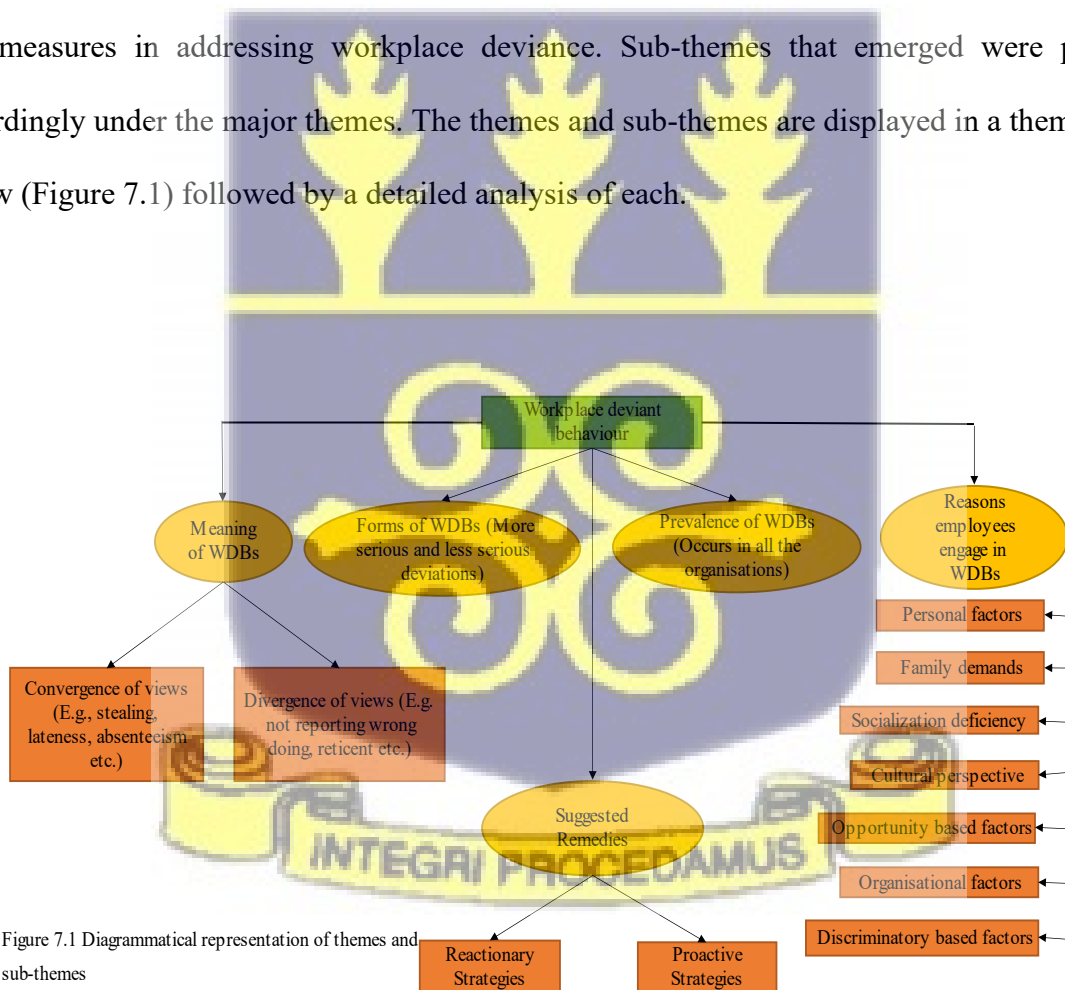 measures in addressing workplace deviance. Sub-themes that emerged were p
rdingly under the major themes. The themes and sub-themes are displayed in a them
w (Figure 7.1) followed by a detailed analysis of each.
Workplace deviant
behaviour
Meaning
of WDBs
Forms of WDBs (More
serious and less serious
deviations)
Prevalence of WDBs
(Occurs in all the
organisations)
Reasons
employees
engage in
WDBs
Personal factors
Family demands
Socialization deficiency
Cultural perspective
Opportunity based factors
Organisational factors
Discriminatory based factors
Convergence of views
(E.g., stealing,
lateness, absenteeism
etc.)
Divergence of views (E.g.
not reporting wrong
doing, reticent etc.)
Suggested
Remedies
INTEGRI PROCEDAMUS
Reactionary
Strategies
Proactive
Strategies
Figure 7.1 Diagrammatical representation of themes and
sub-themes